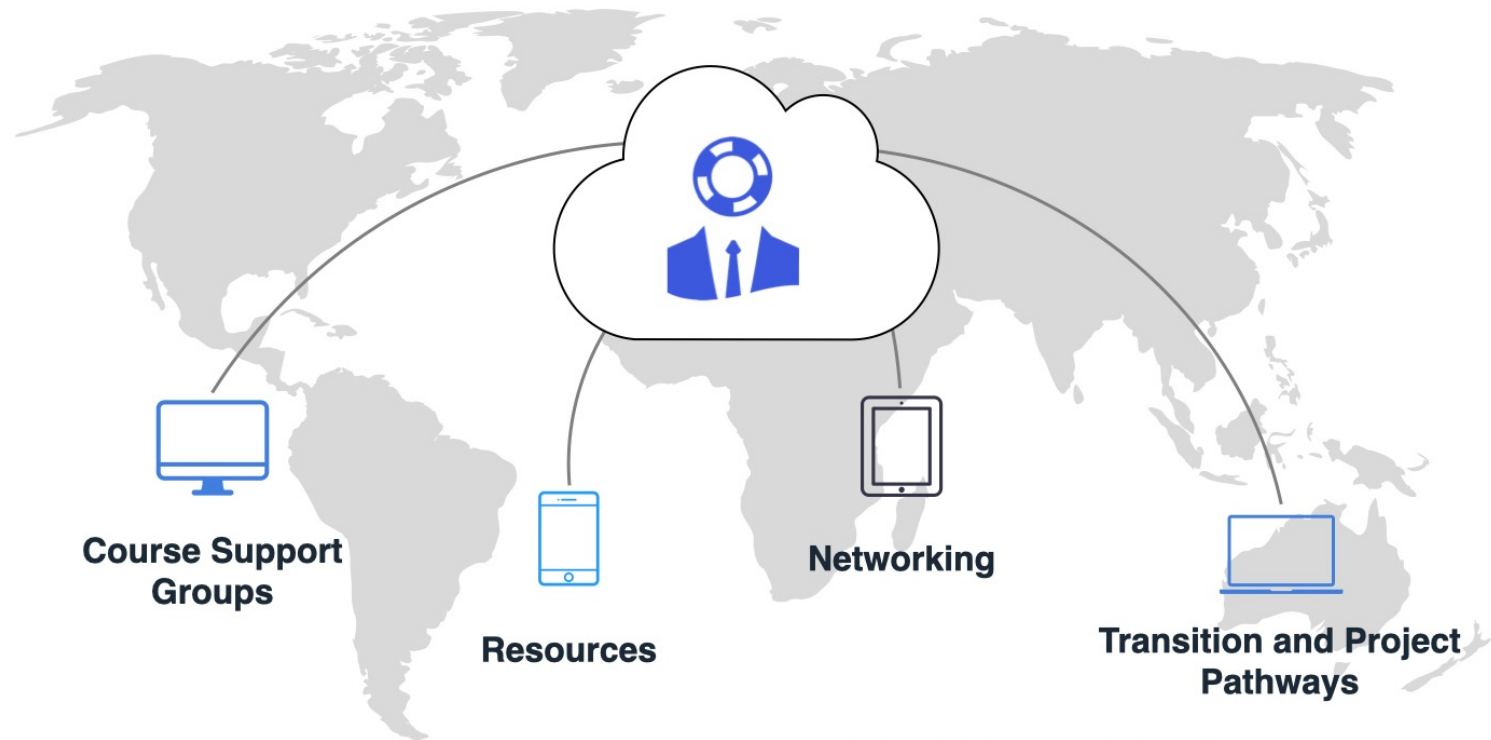 Course Support
Groups
Resources
Networking
Transition and Project
Pathways